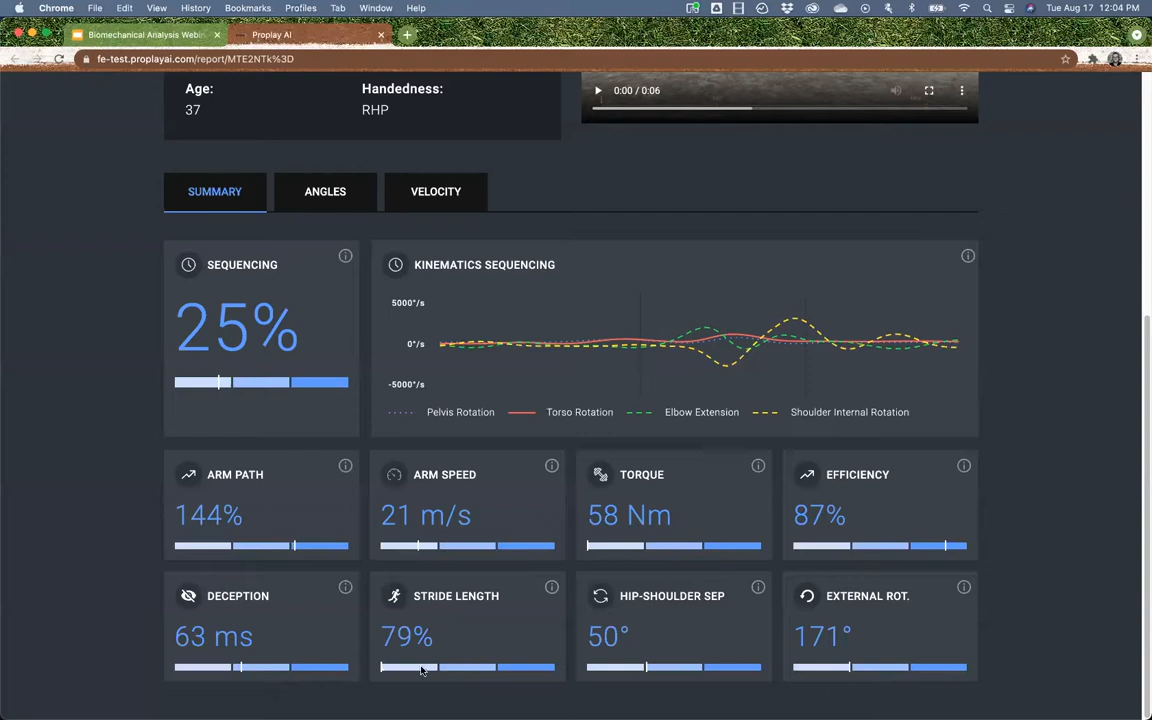 Chrome File Edit View History Bookmarks Profiles Tab Window Help
Tue Aug 17 12:04 PM
Biomechanical Analysis Webin
Proplay AI
fe-test.proplayai.com/report/MTE2NTk%3D
Age:
Handedness:
37
RHP
0:00 / 0:06
SUMMARY
ANGLES
VELOCITY
SEQUENCING
25%
KINEMATICS SEQUENCING
5000°/s
0°/s
-5000°/s
Pelvis Rotation
Torso Rotation
Elbow Extension
Shoulder Internal Rotation
ARM PATH
144%
ARM SPEED
21 m/s
TORQUE
58 Nm
EFFICIENCY
87%
DECEPTION
63 ms
STRIDE LENGTH
79%
HIP-SHOULDER SEP
50°
EXTERNAL ROT.
171°